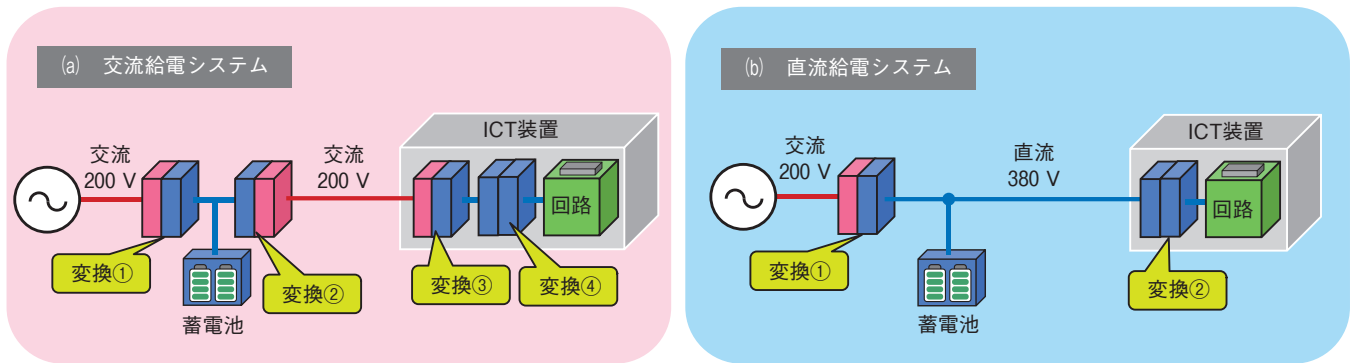 (a) 交流給電システム
交流
200 V
交流
200 V
ICT装置
回路
変換①
変換②
変換③
変換④
蓄電池
(b) 直流給電システム
交流
200 V
直流
380 V
ICT装置
回路
変換①
変換②
蓄電池